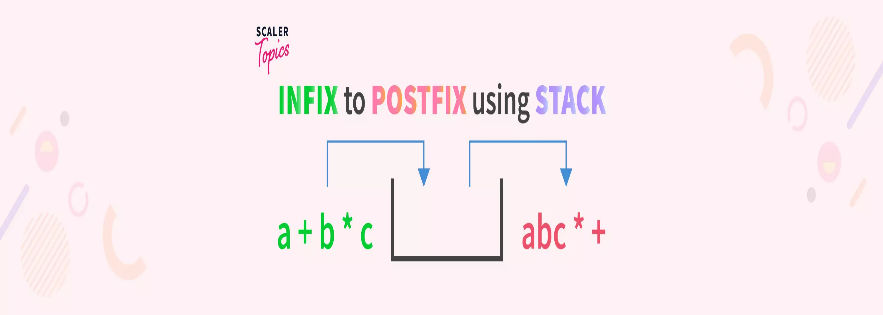 SCALER
Topics
INFIX to POSTFIX using STACK
a + b * c
abc * +